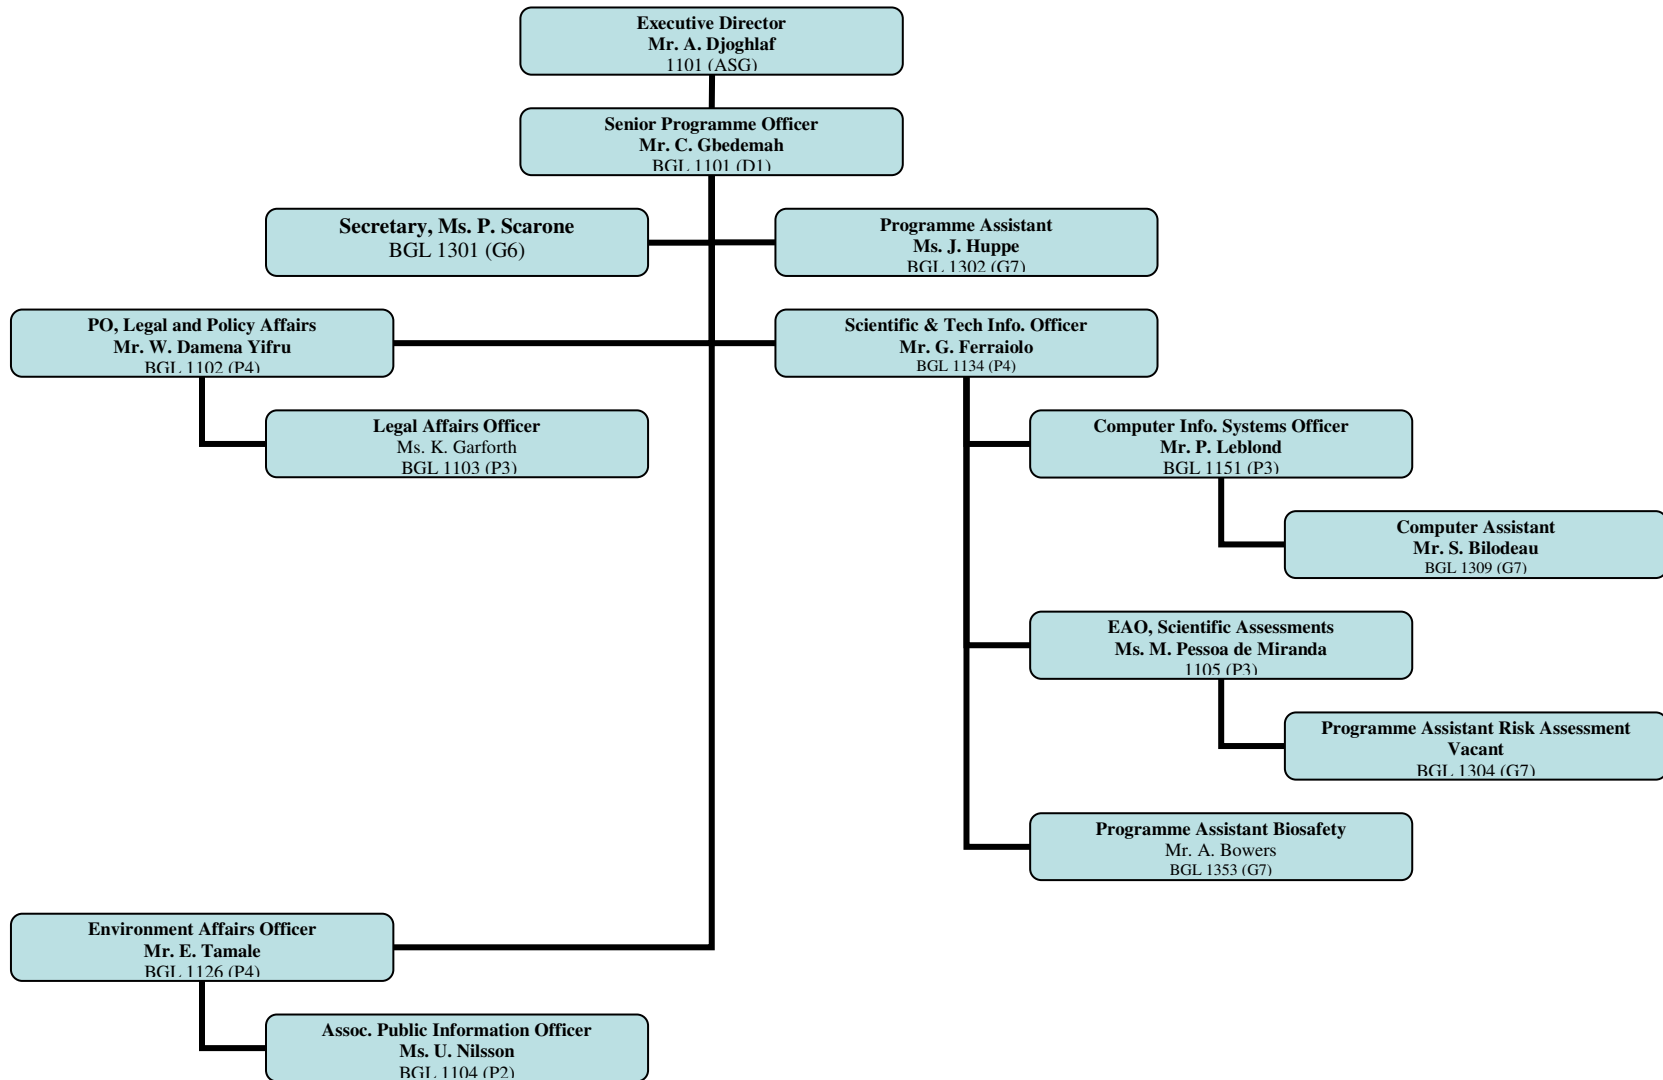 Executive Director
Mr. A. Djoghlaf
1101 (ASG)
Senior Programme Officer
Mr. C. Gbedemah
BGL 1101 (D1)
Secretary, Ms. P. Scarone
BGL 1301 (G6)
Programme Assistant
Ms. J. Huppe
BGL 1302 (G7)
PO, Legal and Policy Affairs
Mr. W. Damena Yifru
BGL 1102 (P4)
Scientific & Tech Info. Officer
Mr. G. Ferraiolo
BGL 1134 (P4)
Legal Affairs Officer
Ms. K. Garforth
BGL 1103 (P3)
Computer Info. Systems Officer
Mr. P. Leblond
BGL 1151 (P3)
Computer Assistant
Mr. S. Bilodeau
BGL 1309 (G7)
EAO, Scientific Assessments
Ms. M. Pessoa de Miranda
1105 (P3)
Programme Assistant Risk Assessment
Vacant
BGL 1304 (G7)
Programme Assistant Biosafety
Mr. A. Bowers
BGL 1353 (G7)
Environment Affairs Officer
Mr. E. Tamale
BGL 1126 (P4)
Assoc. Public Information Officer
Ms. U. Nilsson
BGL 1104 (P2)